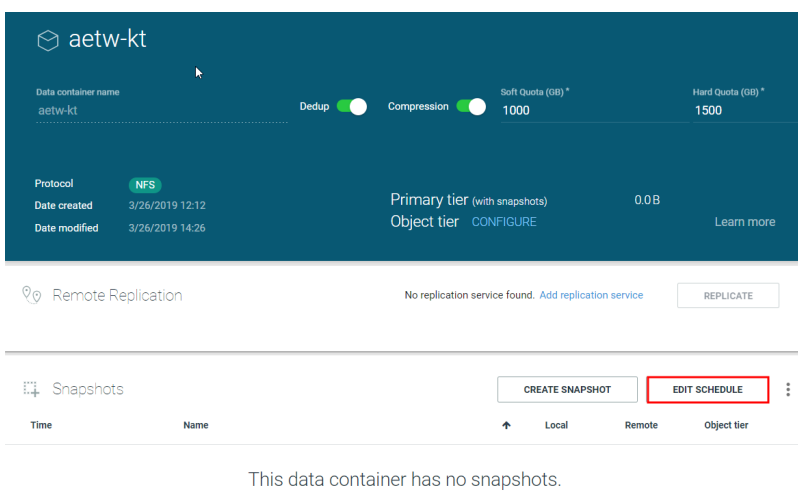 aetw-kt
Data container name
aetw-kt
Dedup
Compression
Soft Quota (GB) *
1000
Hard Quota (GB) *
1500
Protocol NFS
Date created 3/26/2019 12:12
Date modified 3/26/2019 14:26
Primary tier (with snapshots) 0.0 B
Object tier CONFIGURE Learn more
Remote Replication No replication service found. Add replication service REPLICATE
Snapshots CREATE SNAPSHOT EDIT SCHEDULE
Time Name Local Remote Object tier
This data container has no snapshots.